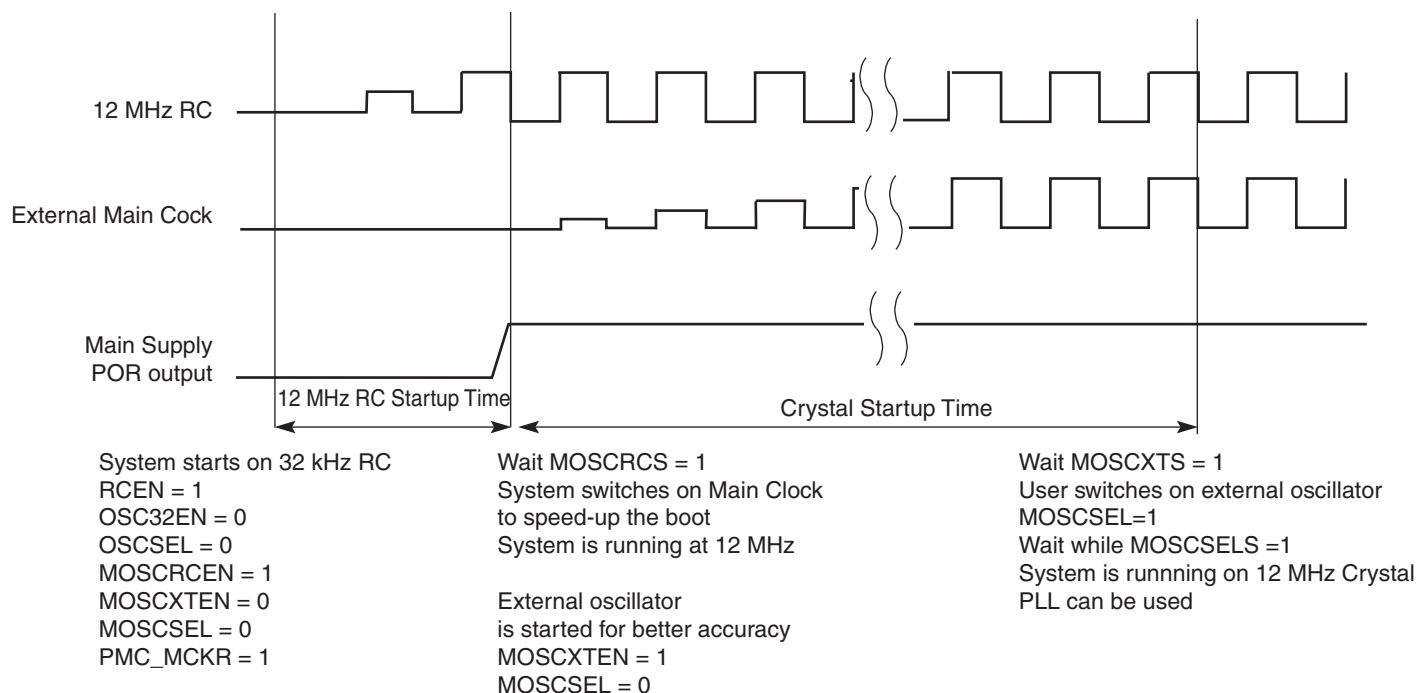 12 MHz RC
External Main Cock
Main Supply
POR output
12 MHz RC Startup Time
Crystal Startup Time
System starts on 32 kHz RC
RCEN = 1
OSC32EN = 0
OSCSEL = 0
MOSCRCEN = 1
MOSCXTEN = 0
MOSCSEL = 0
PMC_MCKR = 1
Wait MOSCRCS = 1
System switches on Main Clock
to speed-up the boot
System is running at 12 MHz
External oscillator
is started for better accuracy
MOSCXTEN = 1
MOSCSEL = 0
Wait MOSCXTS = 1
User switches on external oscillator
MOSCSEL=1
Wait while MOSCSELS =1
System is runnning on 12 MHz Crystal
PLL can be used